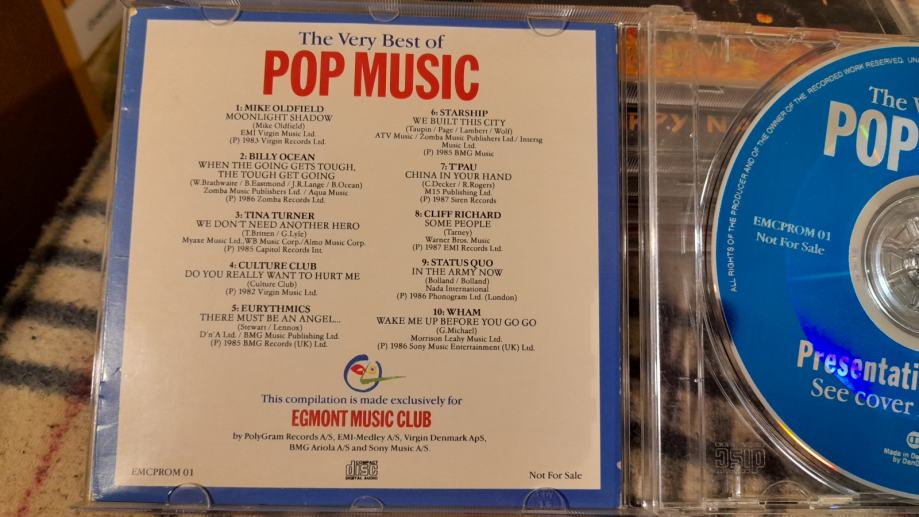 The Very Best of
POP MUSIC
1: MIKE OLDFIELD
MOONLIGHT SHADOW
(Mike Oldfield)
EMI Virgin Music Ltd.
(P) 1983 Virgin Records Ltd.
2: BILLY OCEAN
WHEN THE GOING GETS TOUGH,
THE TOUGH GET GOING
(W.Brathwaite / B.Eastmond / J.R.Lange / B.Ocean)
Zomba Music Publishers Ltd. / Aqua Music
(P) 1986 Zomba Records Ltd.
3: TINA TURNER
WE DON'T NEED ANOTHER HERO
(T.Britten / G.Lyle)
Myaxe Music Ltd., WB Music Corp./Almo Music Corp.
(P) 1985 Capitol Records Int.
4: CULTURE CLUB
DO YOU REALLY WANT TO HURT ME
(Culture Club)
(P) 1982 Virgin Music Ltd.
5: EURYTHMICS
THERE MUST BE AN ANGEL...
(Stewart / Lennox)
D'n'A Ltd. / BMG Music Publishing Ltd.
(P) 1985 BMG Records (UK) Ltd.
6: STARSHIP
WE BUILT THIS CITY
(Taupin / Page / Lambert / Wolf)
ATV Music / Zomba Music Publishers Ltd./ Intersg
Music Ltd.
(P) 1985 BMG Music
7: T'PAU
CHINA IN YOUR HAND
(C.Decker / R.Rogers)
M15 Publishing Ltd.
(P) 1987 Siren Records
8: CLIFF RICHARD
SOME PEOPLE
(Tarney)
Warner Bros. Music
(P) 1987 EMI Records Ltd.
9: STATUS QUO
IN THE ARMY NOW
(Bolland / Bolland)
Nada International
(P) 1986 Phonogram Ltd. (London)
10: WHAM
WAKE ME UP BEFORE YOU GO GO
(G.Michael)
Morrison Leahy Music Ltd.
(P) 1986 Sony Music Entertainment (UK) Ltd.
This compilation is made exclusively for
EGMONT MUSIC CLUB
by PolyGram Records A/S, EMI-Medley A/S, Virgin Denmark ApS,
BMG Ariola A/S and Sony Music A/S.
EMCPROM 01
COMPACT
disc
DIGITAL AUDIO
Not For Sale
ALL RIGHTS OF THE PRODUCER AND OF THE OWNER OF THE RECORDED WORK RESERVED.
The
POP
EMCPROM 01
Not For Sale
See cover
Made in
by